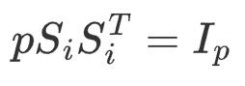 $pS_iS_i^T = I_p$